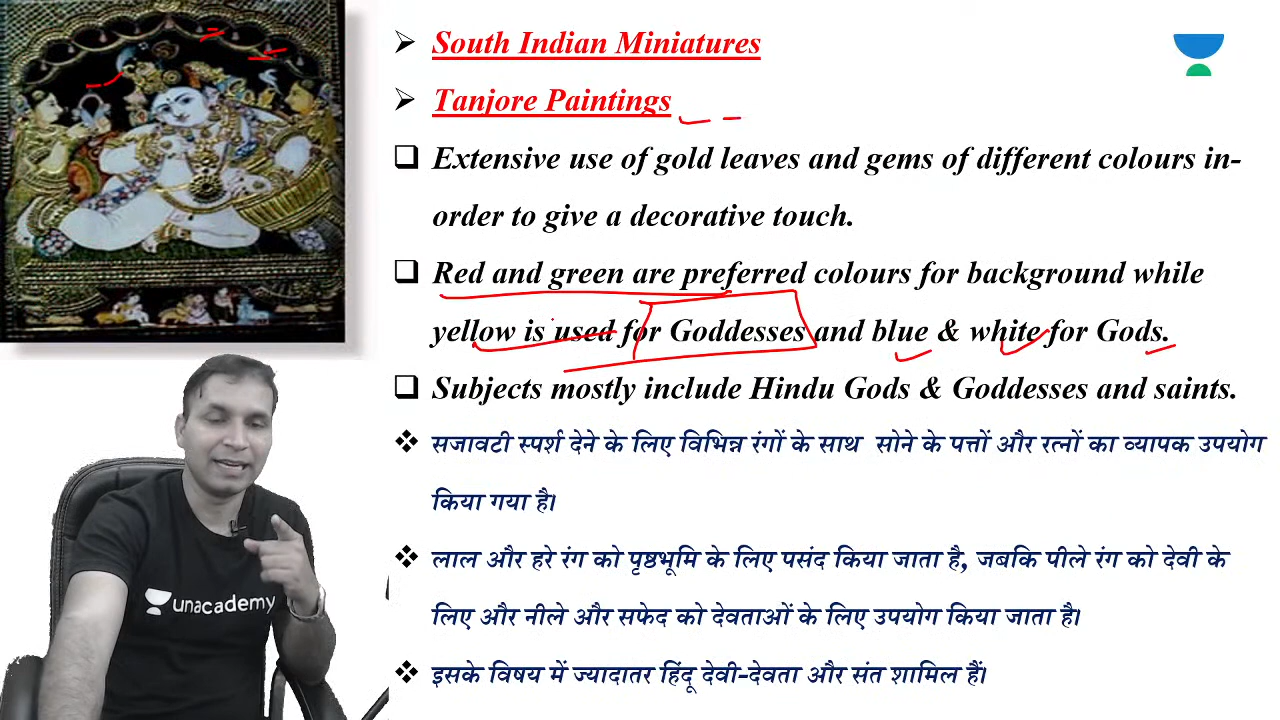 South Indian Miniatures
Tanjore Paintings
Extensive use of gold leaves and gems of different colours in-
order to give a decorative touch.
Red and green are preferred colours for background while
yellow is used for Goddesses and blue & white for Gods.
Subjects mostly include Hindu Gods & Goddesses and saints.
सजावटी स्पर्श देने के लिए विभिन्न रंगों के साथ सोने के पत्तों और रत्नों का व्यापक उपयोग
किया गया है।
लाल और हरे रंग को पृष्ठभूमि के लिए पसंद किया जाता है, जबकि पीले रंग को देवी के
लिए और नीले और सफेद को देवताओं के लिए उपयोग किया जाता है।
इसके विषय में ज्यादातर हिंदू देवी-देवता और संत शामिल हैं।
unacademy